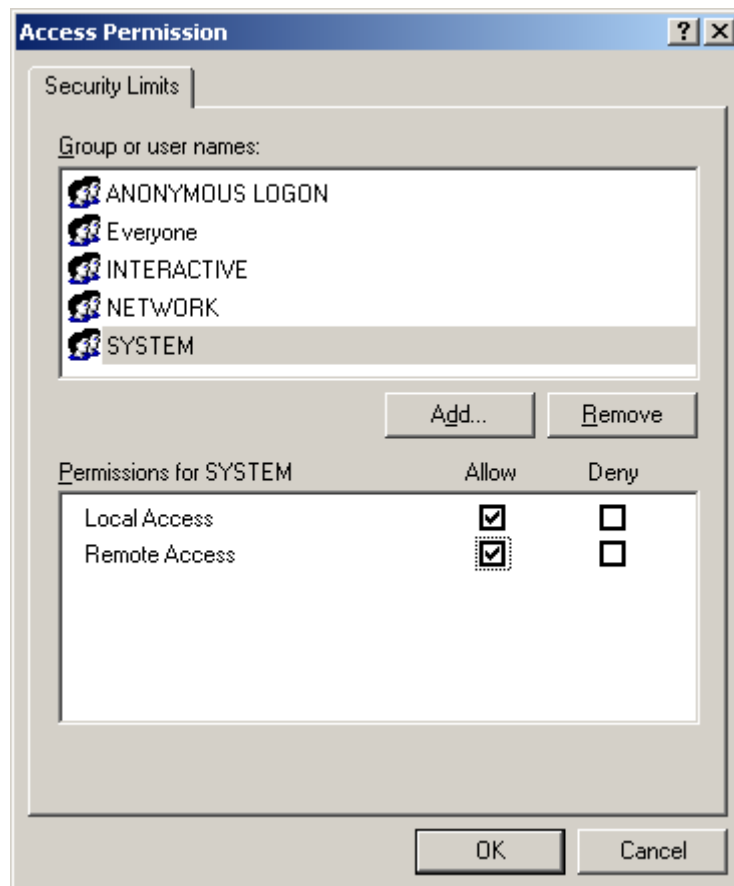 Access Permission
Security Limits
Group or user names:
ANONYMOUS LOGON
Everyone
INTERACTIVE
NETWORK
SYSTEM
Add... Remove
Permissions for SYSTEM Allow Deny
Local Access
Remote Access
OK Cancel